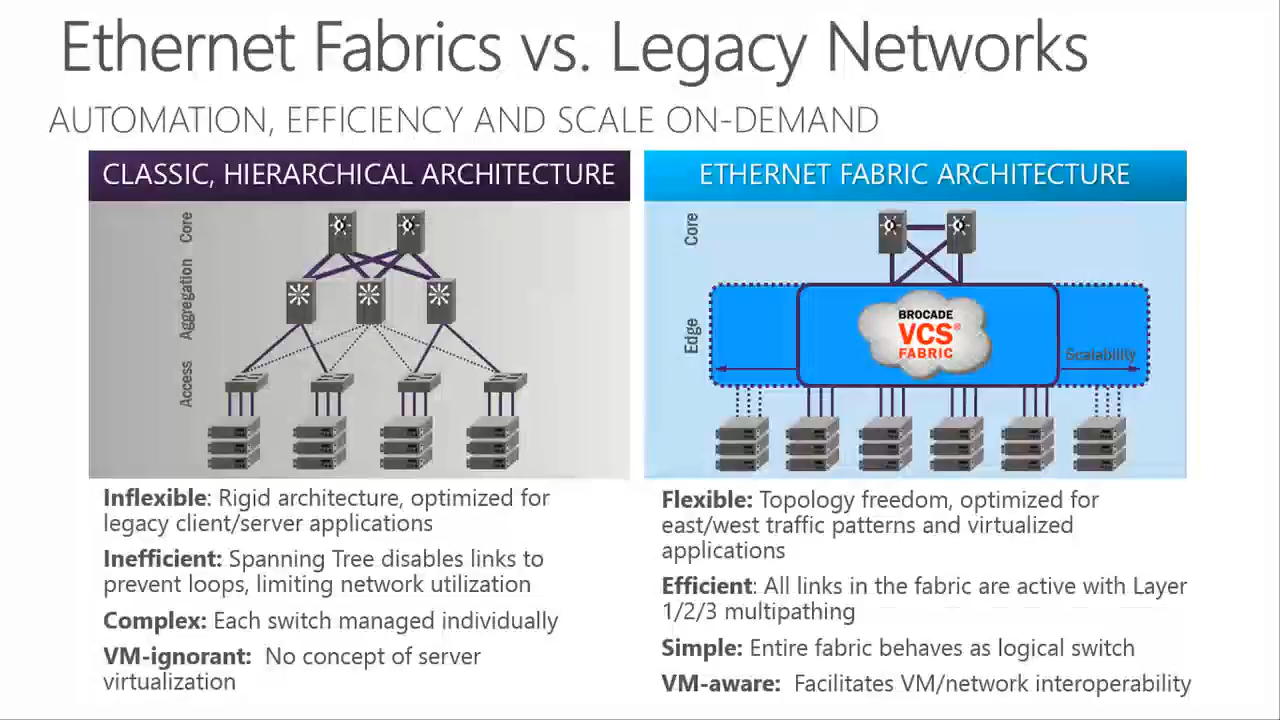 Ethernet Fabrics vs. Legacy Networks
AUTOMATION, EFFICIENCY AND SCALE ON-DEMAND
CLASSIC, HIERARCHICAL ARCHITECTURE
Core
Aggregation
Access
Inflexible: Rigid architecture, optimized for
legacy client/server applications
Inefficient: Spanning Tree disables links to
prevent loops, limiting network utilization
Complex: Each switch managed individually
VM-ignorant: No concept of server
virtualization
ETHERNET FABRIC ARCHITECTURE
Core
Edge
BROCADE
VCS®
FABRIC
Scalability
Flexible: Topology freedom, optimized for
east/west traffic patterns and virtualized
applications
Efficient: All links in the fabric are active with Layer
1/2/3 multipathing
Simple: Entire fabric behaves as logical switch
VM-aware: Facilitates VM/network interoperability